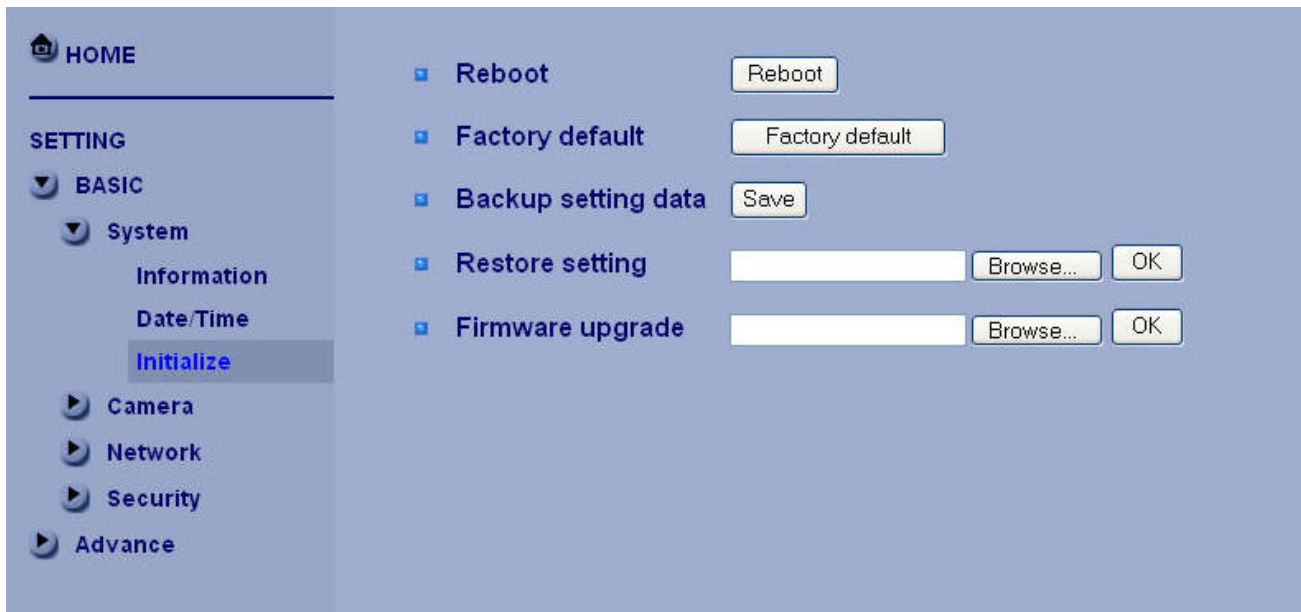 HOME
SETTING
BASIC
System
Information
Date/Time
Initialize
Camera
Network
Security
Advance
Reboot Reboot
Factory default Factory default
Backup setting data Save
Restore setting Browse... OK
Firmware upgrade Browse... OK